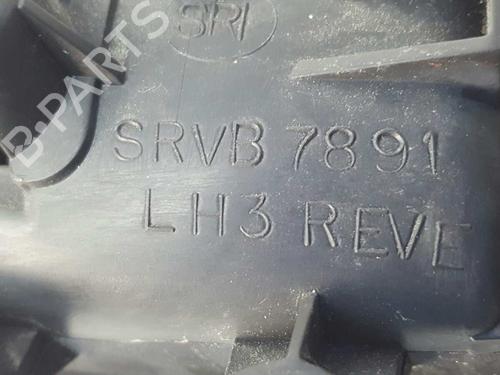 SRI
SRVB 7891
LH3 REVE
B-PARTS